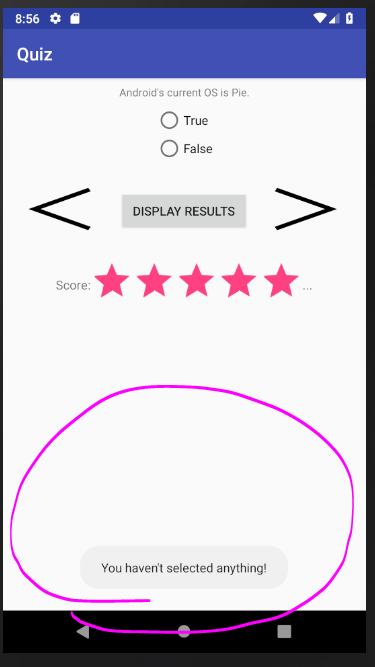 8:56
Quiz
Android's current OS is Pie.
True
False
DISPLAY RESULTS
Score: ...
You haven't selected anything!